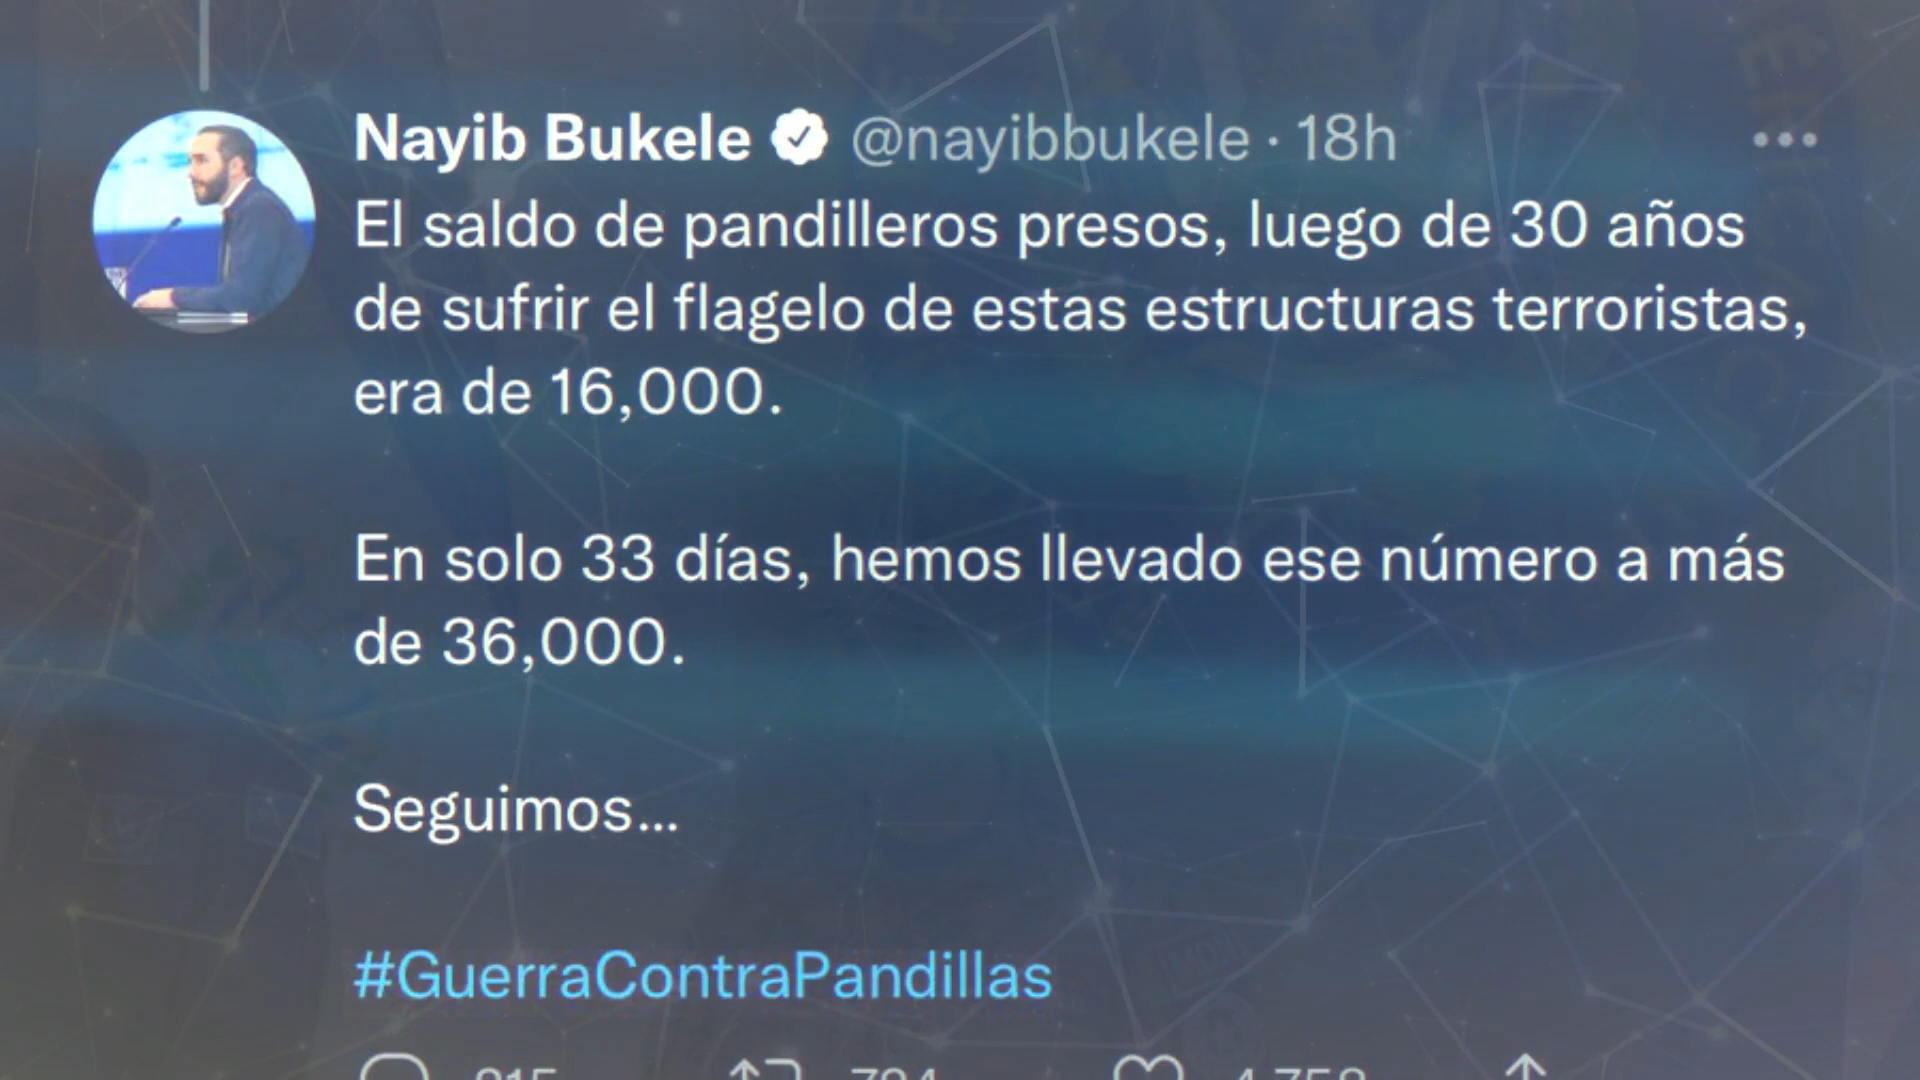 Nayib Bukele @nayibbukele · 18h
El saldo de pandilleros presos, luego de 30 años
de sufrir el flagelo de estas estructuras terroristas,
era de 16,000.
En solo 33 días, hemos llevado ese número a más
de 36,000.
Seguimos...
#GuerraContraPandillas